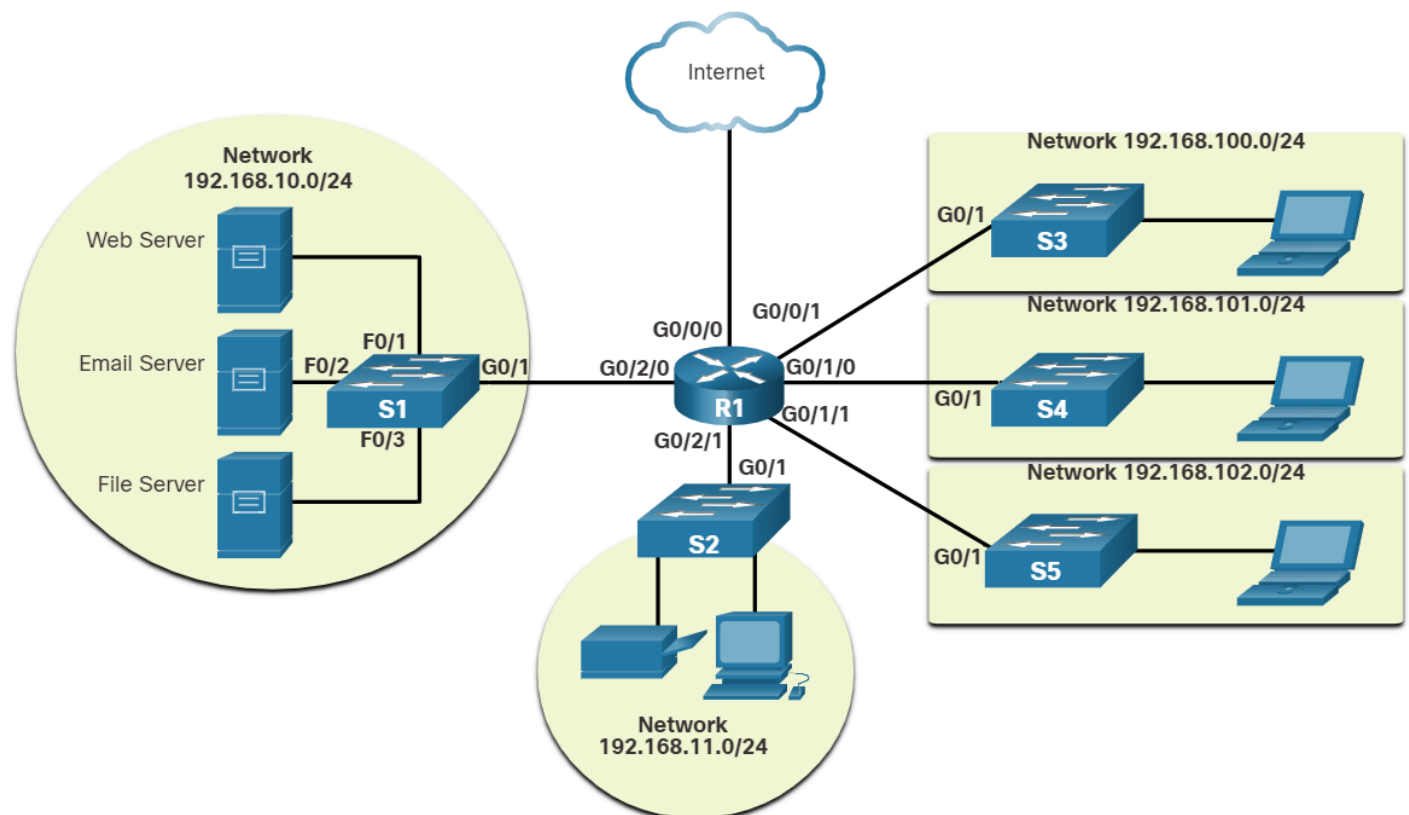 Internet
Network
192.168.10.0/24
Web Server
Email Server
File Server
F0/1
F0/2
F0/3
S1
G0/1
G0/2/0
G0/0/0
G0/0/1
G0/1/0
G0/1/1
G0/2/1
R1
G0/1
S2
Network
192.168.11.0/24
Network 192.168.100.0/24
G0/1
S3
Network 192.168.101.0/24
G0/1
S4
Network 192.168.102.0/24
G0/1
S5